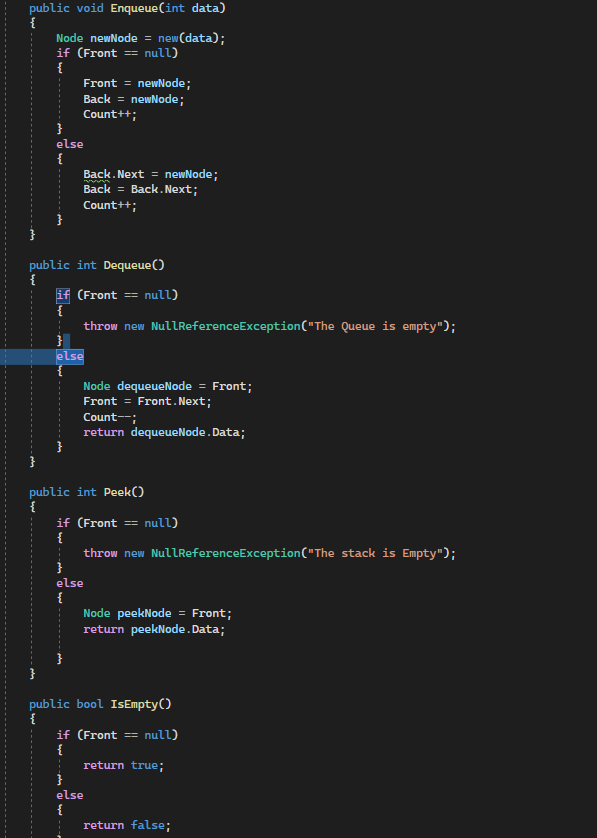 public void Enqueue(int data)
{
Node newNode = new(data);
if (Front == null)
{
Front = newNode;
Back = newNode;
Count++;
}
else
{
Back.Next = newNode;
Back = Back.Next;
Count++;
}
}
public int Dequeue()
{
if (Front == null)
{
throw new NullReferenceException("The Queue is empty");
}
else
{
Node dequeueNode = Front;
Front = Front.Next;
Count--;
return dequeueNode.Data;
}
}
public int Peek()
{
if (Front == null)
{
throw new NullReferenceException("The stack is Empty");
}
else
{
Node peekNode = Front;
return peekNode.Data;
}
}
public bool IsEmpty()
{
if (Front == null)
{
return true;
}
else
{
return false;
}